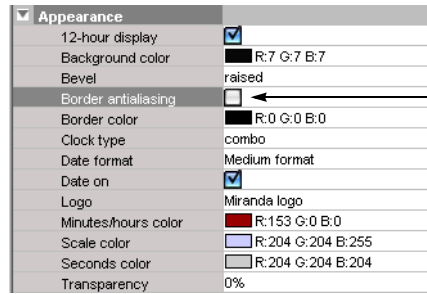 Appearance
12-hour display
Background color R:7 G:7 B:7
Bevel raised
Border antialiasing
Border color R:0 G:0 B:0
Clock type combo
Date format Medium format
Date on
Logo Miranda logo
Minutes/hours color R:153 G:0 B:0
Scale color R:204 G:204 B:255
Seconds color R:204 G:204 B:204
Transparency 0%